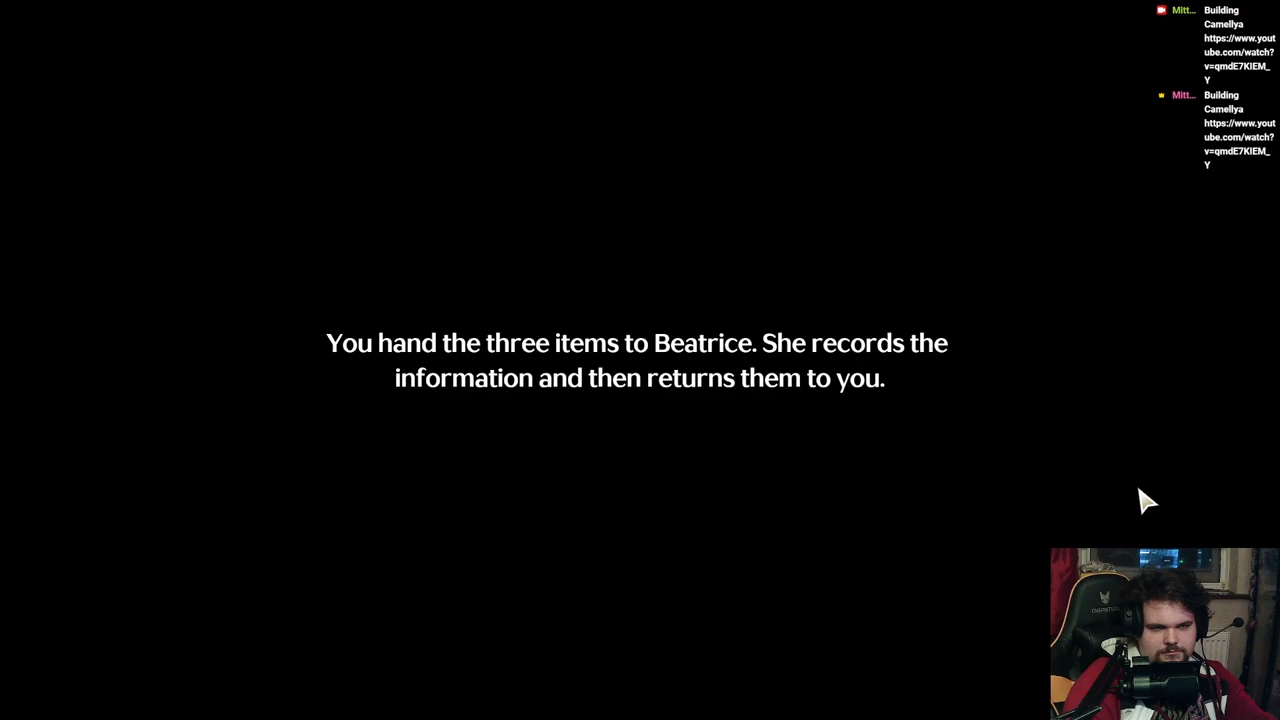 Mitt... Building
Camellya
https://www.yout
ube.com/watch?
v=qmdE7KIEM_
Y
Mitt... Building
Camellya
https://www.yout
ube.com/watch?
v=qmdE7KIEM_
Y
You hand the three items to Beatrice. She records the
information and then returns them to you.